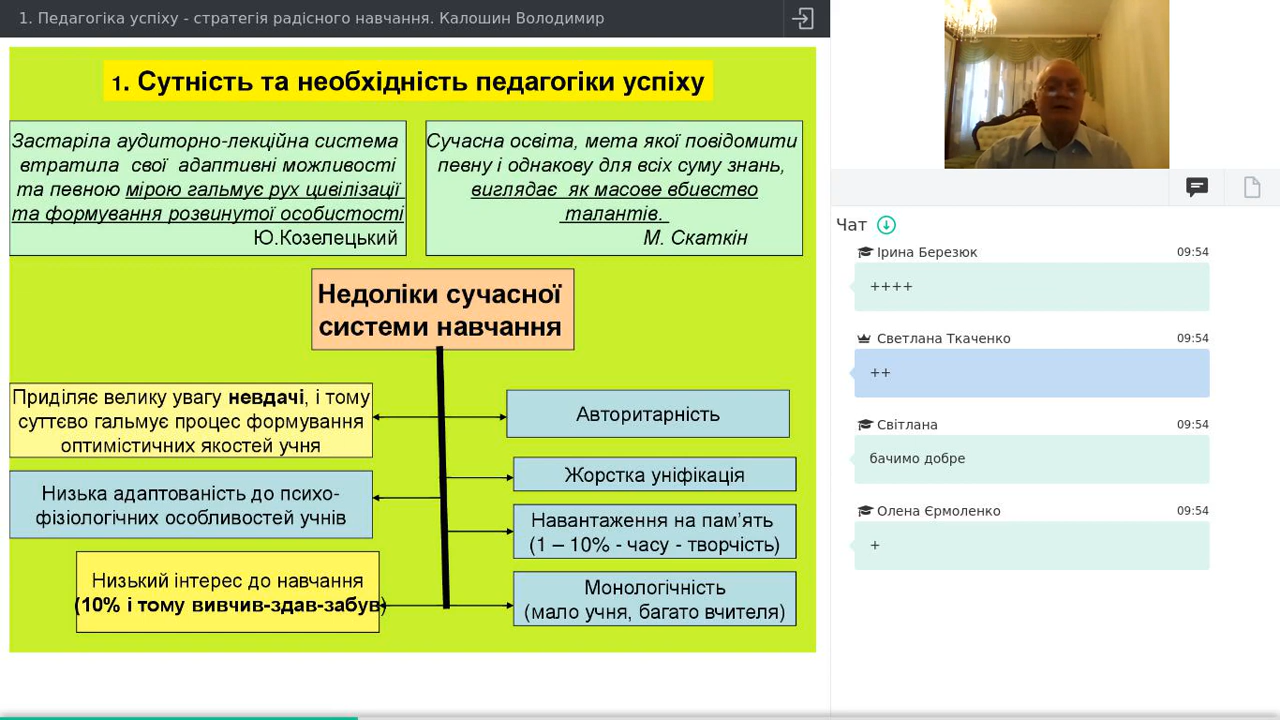 1. Педагогіка успіху - стратегія радісного навчання. Калошин Володимир
1. Сутність та необхідність педагогіки успіху
Застаріла аудиторно-лекційна система
втратила свої адаптивні можливості
та певною мірою гальмує рух цивілізації
та формування розвинутої особистості
Ю.Козелецький
Сучасна освіта, мета якої повідомити
певну і однакову для всіх суму знань,
виглядає як масове вбивство
талантів.
М. Скаткін
Недоліки сучасної
системи навчання
Приділяє велику увагу невдачі, і тому
суттєво гальмує процес формування
оптимістичних якостей учня
Низька адаптованість до психо-
фізіологічних особливостей учнів
Низький інтерес до навчання
(10% і тому вивчив-здав-забув)
Авторитарність
Жорстка уніфікація
Навантаження на пам’ять
(1 – 10% - часу - творчість)
Монологічність
(мало учня, багато вчителя)
Чат
Ірина Березюк 09:54
++++
Светлана Ткаченко 09:54
++
Світлана 09:54
бачимо добре
Олена Єрмоленко 09:54
+